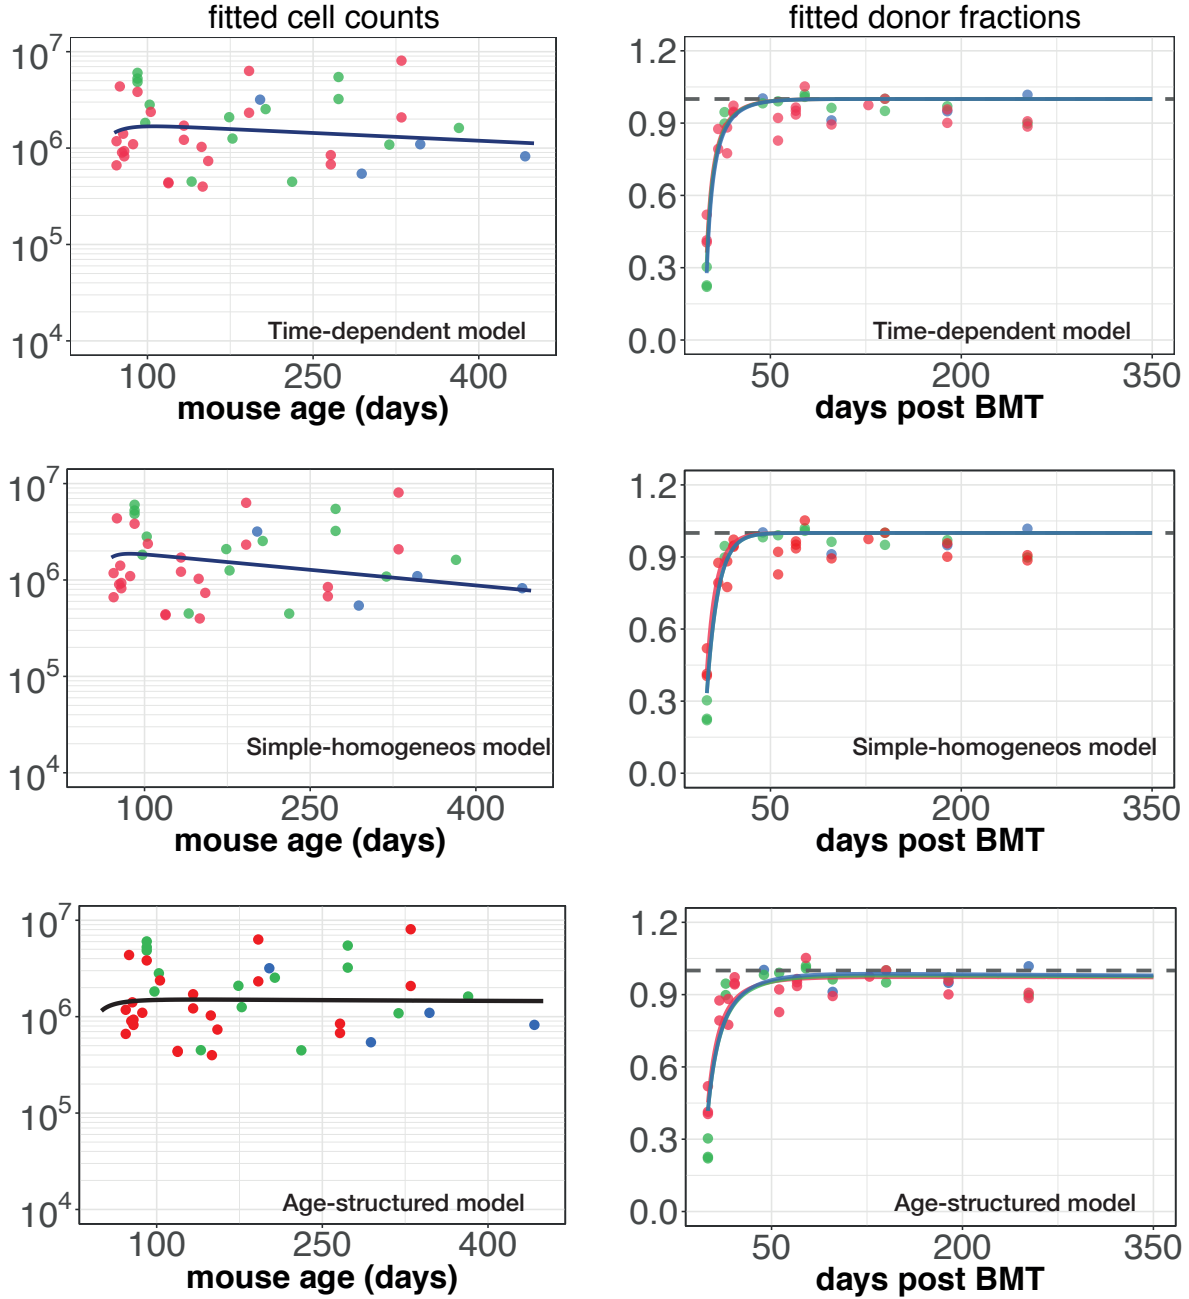 fitted cell counts
fitted donor fractions
10^7
10^6
10^5
10^4
Time-dependent model
100 250 400
mouse age (days)
1.2
0.9
0.6
0.3
0.0
Time-dependent model
50 200 350
days post BMT
10^7
10^6
10^5
10^4
Simple-homogeneos model
100 250 400
mouse age (days)
1.2
0.9
0.6
0.3
0.0
Simple-homogeneos model
50 200 350
days post BMT
10^7
10^6
10^5
10^4
Age-structured model
100 250 400
mouse age (days)
1.2
0.9
0.6
0.3
0.0
Age-structured model
50 200 350
days post BMT